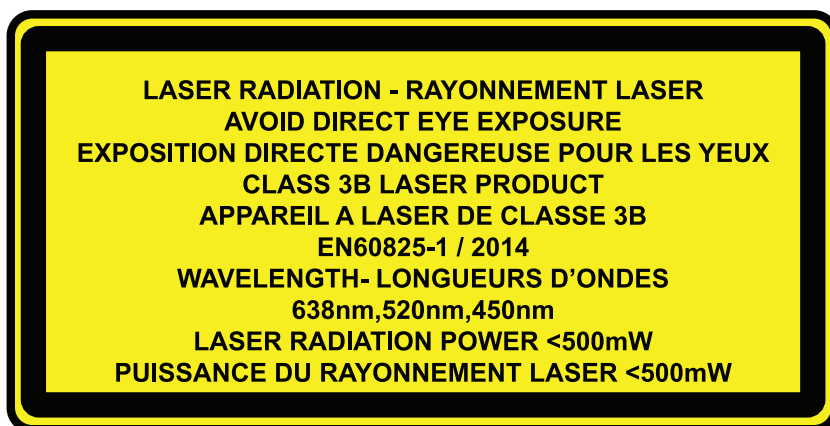 LASER RADIATION - RAYONNEMENT LASER
AVOID DIRECT EYE EXPOSURE
EXPOSITION DIRECTE DANGEREUSE POUR LES YEUX
CLASS 3B LASER PRODUCT
APPAREIL A LASER DE CLASSE 3B
EN60825-1 / 2014
WAVELENGTH- LONGUEURS D’ONDES
638nm,520nm,450nm
LASER RADIATION POWER <500mW
PUISSANCE DU RAYONNEMENT LASER <500mW